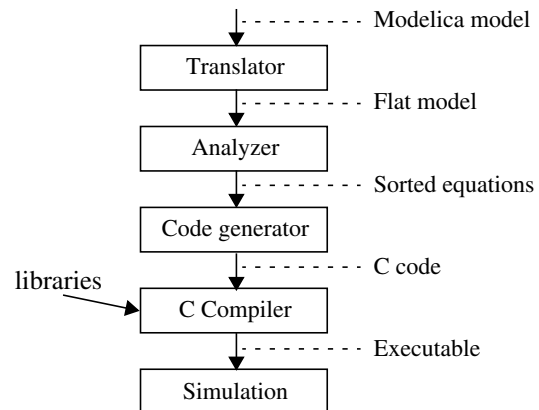 Modelica model
Translator
Flat model
Analyzer
Sorted equations
Code generator
C code
libraries
C Compiler
Executable
Simulation